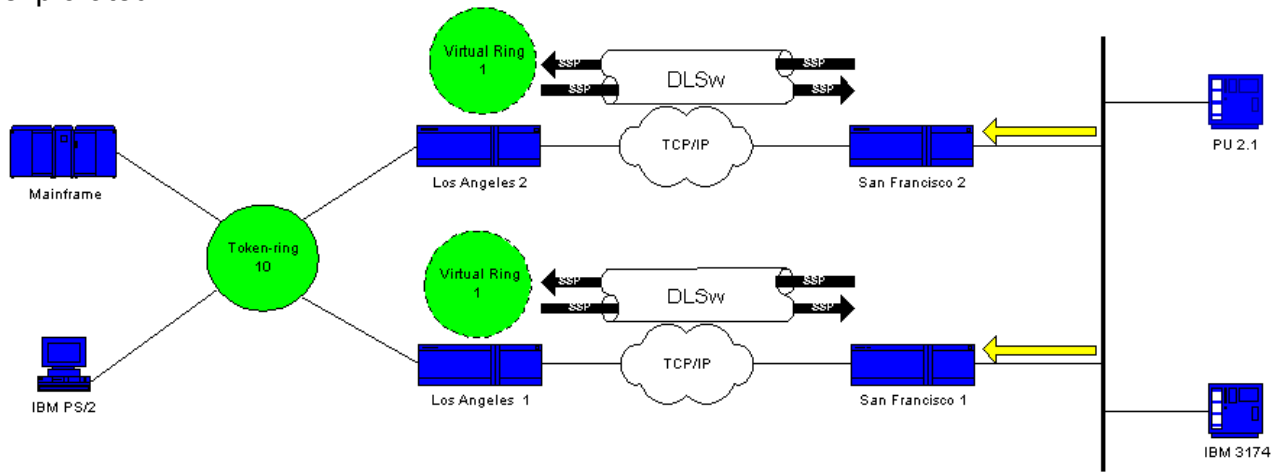 Virtual Ring
1
SSP
SSP
DLSw
SSP
SSP
Mainframe
Los Angeles 2
TCP/IP
San Francisco 2
PU 2.1
Token-ring
10
Virtual Ring
1
SSP
SSP
DLSw
SSP
SSP
IBM PS/2
Los Angeles 1
TCP/IP
San Francisco 1
IBM 3174